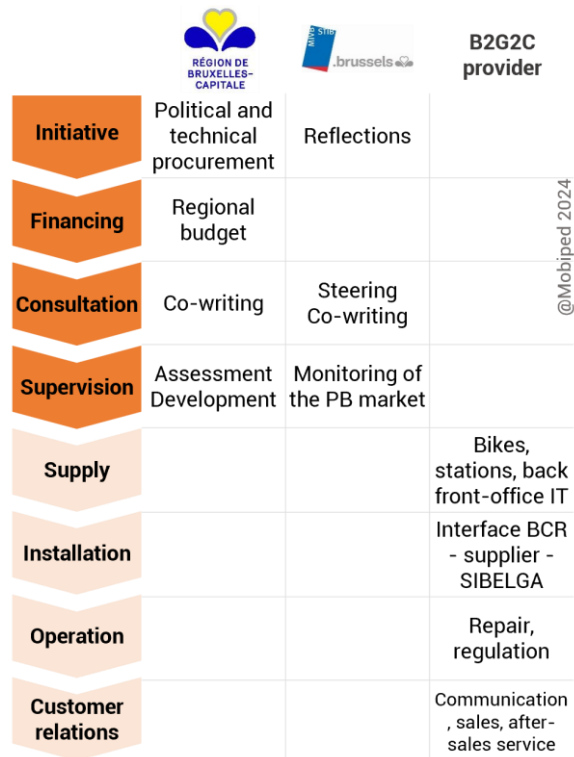 RÉGION DE
BRUXELLES-
CAPITALE
MIVB
STIB
.brussels
B2G2C
provider
Initiative
Political and
technical
procurement
Reflections
Financing
Regional
budget
@Mobiped 2024
Consultation
Co-writing
Steering
Co-writing
Supervision
Assessment
Development
Monitoring of
the PB market
Supply
Bikes,
stations, back
front-office IT
Installation
Interface BCR
- supplier -
SIBELGA
Operation
Repair,
regulation
Customer
relations
Communication
, sales, after-
sales service